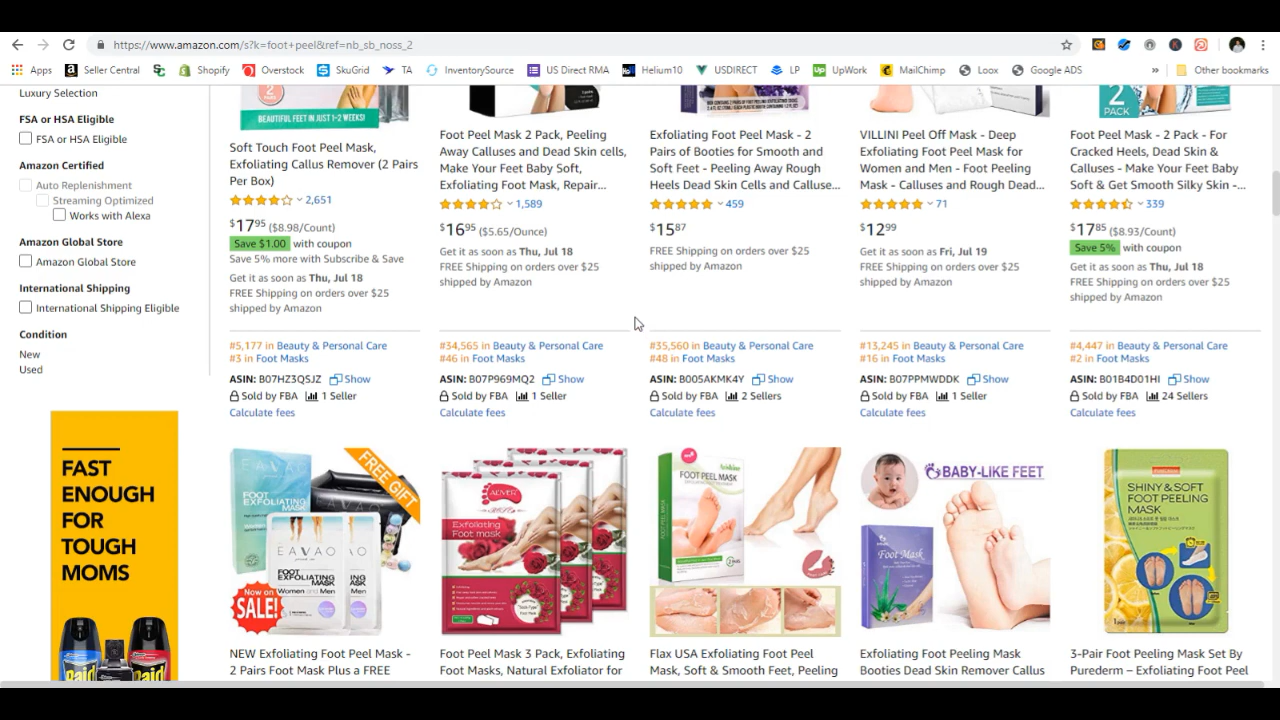 https://www.amazon.com/s?k=foot+peel&ref=nb_sb_noss_2
Apps
Seller Central
Shopify
Overstock
SkuGrid
TA
InventorySource
US Direct RMA
Helium10
USDIRECT
LP
UpWork
MailChimp
Loox
Google ADS
»
Other bookmarks
Luxury Selection
FSA or HSA Eligible
FSA or HSA Eligible
Amazon Certified
Auto Replenishment
Streaming Optimized
Works with Alexa
Amazon Global Store
Amazon Global Store
International Shipping
International Shipping Eligible
Condition
New
Used
FAST
ENOUGH
FOR
TOUGH
MOMS
BEAUTIFUL FEET IN JUST 1-2 WEEKS!
Soft Touch Foot Peel Mask,
Exfoliating Callus Remover (2 Pairs
Per Box)
2,651
$17.95 ($8.98/Count)
Save $1.00 with coupon
Save 5% more with Subscribe & Save
Get it as soon as Thu, Jul 18
FREE Shipping on orders over $25
shipped by Amazon
#5,177 in Beauty & Personal Care
#3 in Foot Masks
ASIN: B07HZ3QSJZ Show
Sold by FBA 1 Seller
Calculate fees
Foot Peel Mask 2 Pack, Peeling
Away Calluses and Dead Skin cells,
Make Your Feet Baby Soft,
Exfoliating Foot Mask, Repair...
1,589
$16.95 ($5.65/Ounce)
Get it as soon as Thu, Jul 18
FREE Shipping on orders over $25
shipped by Amazon
#34,565 in Beauty & Personal Care
#46 in Foot Masks
ASIN: B07P969MQ2 Show
Sold by FBA 1 Seller
Calculate fees
Exfoliating Foot Peel Mask - 2
Pairs of Booties for Smooth and
Soft Feet - Peeling Away Rough
Heels Dead Skin Cells and Calluse...
459
$15.87
FREE Shipping on orders over $25
shipped by Amazon
#35,560 in Beauty & Personal Care
#48 in Foot Masks
ASIN: B005AKMK4Y Show
Sold by FBA 2 Sellers
Calculate fees
VILLINI Peel Off Mask - Deep
Exfoliating Foot Peel Mask for
Women and Men - Foot Peeling
Mask - Calluses and Rough Dead...
71
$12.99
Get it as soon as Fri, Jul 19
FREE Shipping on orders over $25
shipped by Amazon
#13,245 in Beauty & Personal Care
#16 in Foot Masks
ASIN: B07PPMWDDK Show
Sold by FBA 1 Seller
Calculate fees
2
PACK
Foot Peel Mask - 2 Pack - For
Cracked Heels, Dead Skin &
Calluses - Make Your Feet Baby
Soft & Get Smooth Silky Skin -...
339
$17.85 ($8.93/Count)
Save 5% with coupon
Get it as soon as Thu, Jul 18
FREE Shipping on orders over $25
shipped by Amazon
#4,447 in Beauty & Personal Care
#2 in Foot Masks
ASIN: B01B4D01HI Show
Sold by FBA 24 Sellers
Calculate fees
FREE GIFT
EAVAO
FOOT
EXFOLIATING
MASK
Women and Men
Now on
SALE!
NEW Exfoliating Foot Peel Mask -
2 Pairs Foot Mask Plus a FREE
Exfoliating
Foot mask
Foot Peel Mask 3 Pack, Exfoliating
Foot Masks, Natural Exfoliator for
FOOT PEEL MASK
Flax USA Exfoliating Foot Peel
Mask, Soft & Smooth Feet, Peeling
BABY-LIKE FEET
Foot Mask
Exfoliating Foot Peeling Mask
Booties Dead Skin Remover Callus
SHINY & SOFT
FOOT PEELING
MASK
3-Pair Foot Peeling Mask Set By
Purederm – Exfoliating Foot Peel